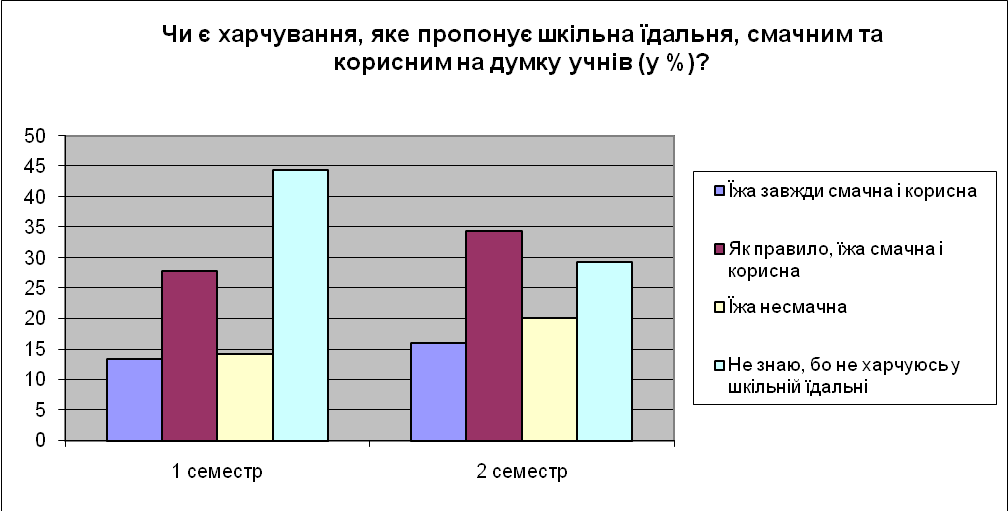 Чи є харчування, яке пропонує шкільна їдальня, смачним та
корисним на думку учнів (у %)?
50
45
40
35
30
25
20
15
10
5
0
1 семестр
2 семестр
Їжа завжди смачна і корисна
Як правило, їжа смачна і
корисна
Їжа несмачна
Не знаю, бо не харчуюсь у
шкільній їдальні